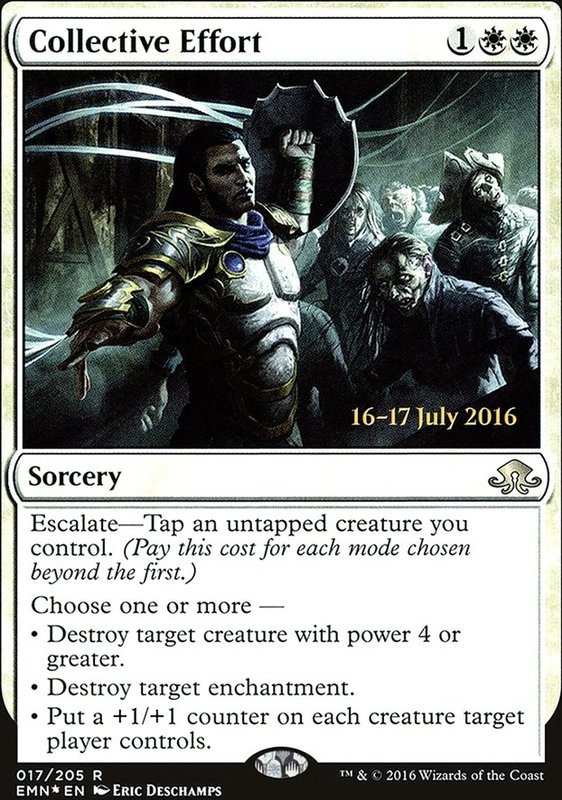 Collective Effort 1
16–17 July 2016
Sorcery
Escalate—Tap an untapped creature you
control. (Pay this cost for each mode chosen
beyond the first.)
Choose one or more —
• Destroy target creature with power 4 or
greater.
• Destroy target enchantment.
• Put a +1/+1 counter on each creature target
player controls.
017/205 R
EMN★EN Eric Deschamps
™ & © 2016 Wizards of the Coast